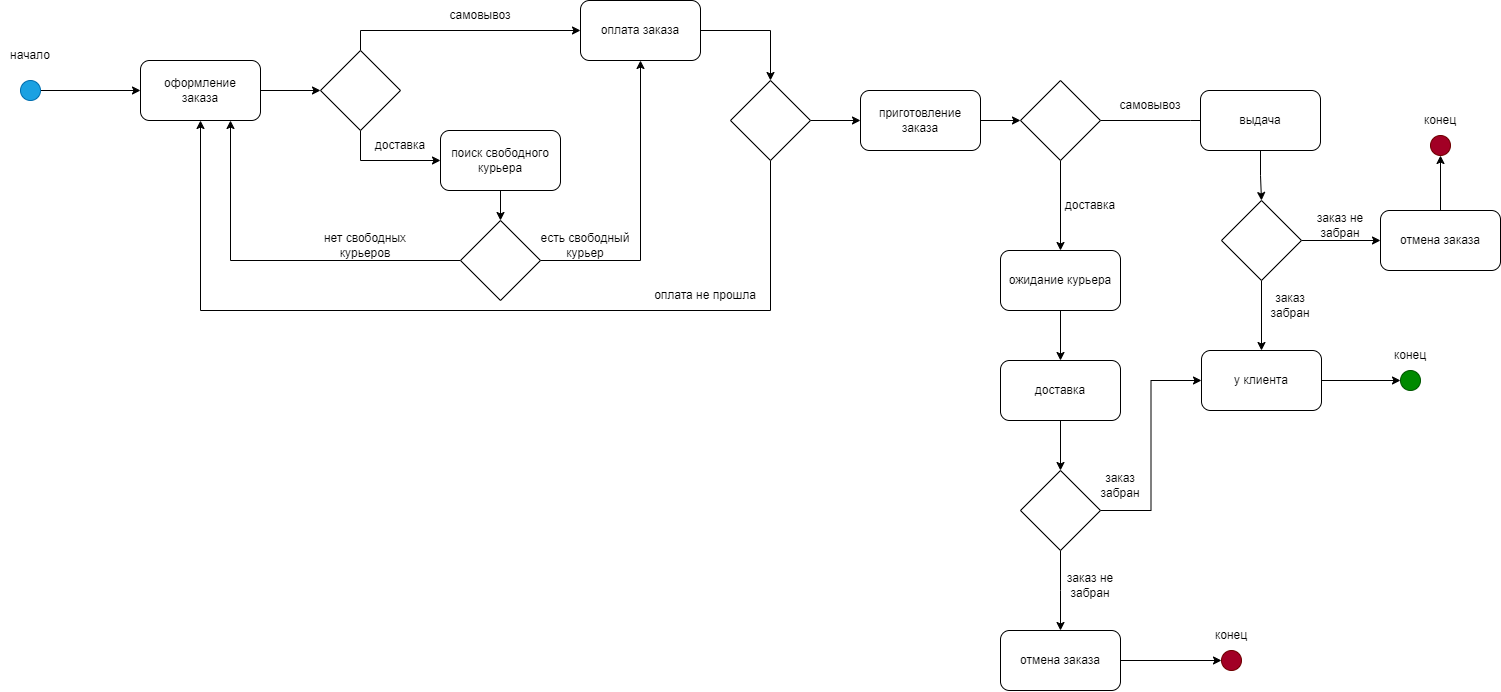 начало
оформление
заказа
самовывоз
доставка
поиск свободного
курьера
нет свободных
курьеров
есть свободный
курьер
оплата заказа
оплата не прошла
приготовление
заказа
самовывоз
доставка
выдача
заказ не
забран
отмена заказа
конец
заказ
забран
ожидание курьера
доставка
у клиента
конец
заказ
забран
заказ не
забран
отмена заказа
конец